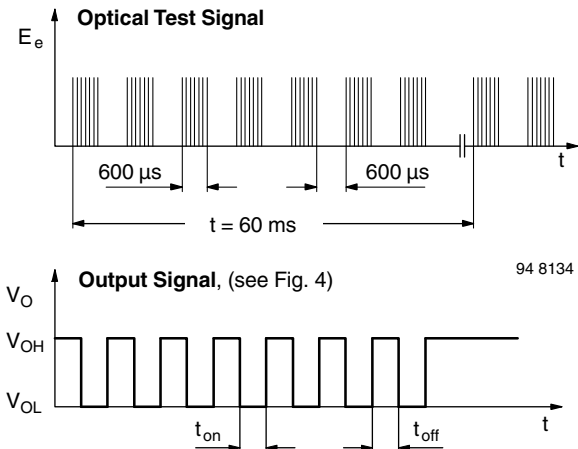 Optical Test Signal
E e
600 µs
600 µs
t
t = 60 ms
Output Signal, (see Fig. 4)
94 8134
V O
V OH
V OL
t on
t off
t